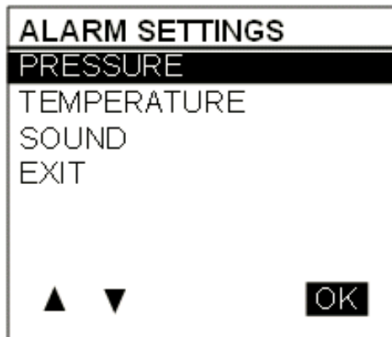 ALARM SETTINGS
PRESSURE
TEMPERATURE
SOUND
EXIT
▲ ▼ OK